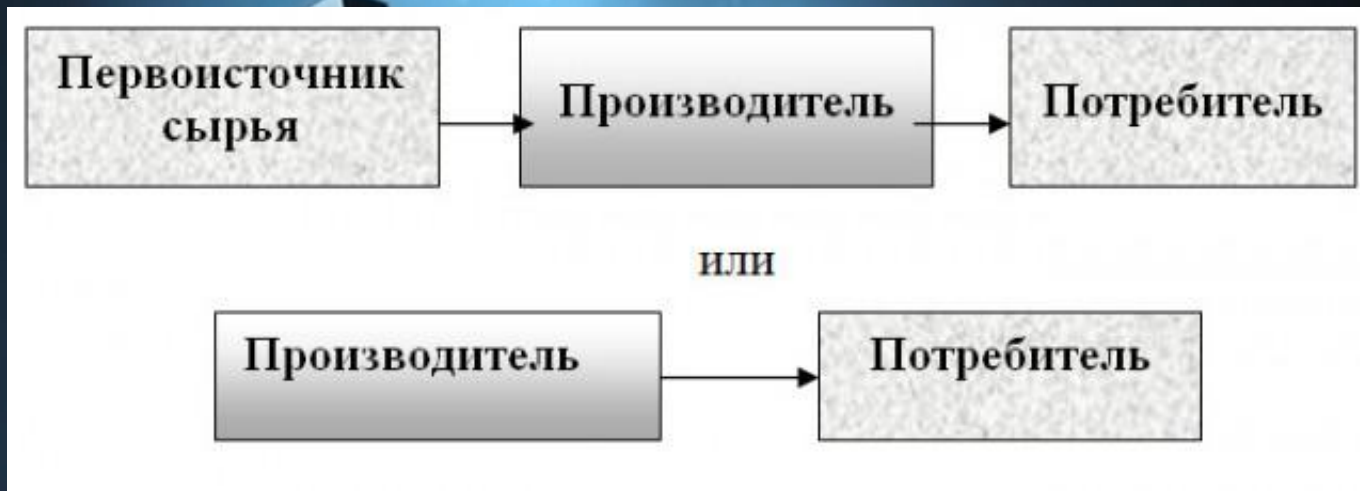 Первоисточник
сырья
Производитель
Потребитель
или
Производитель
Потребитель